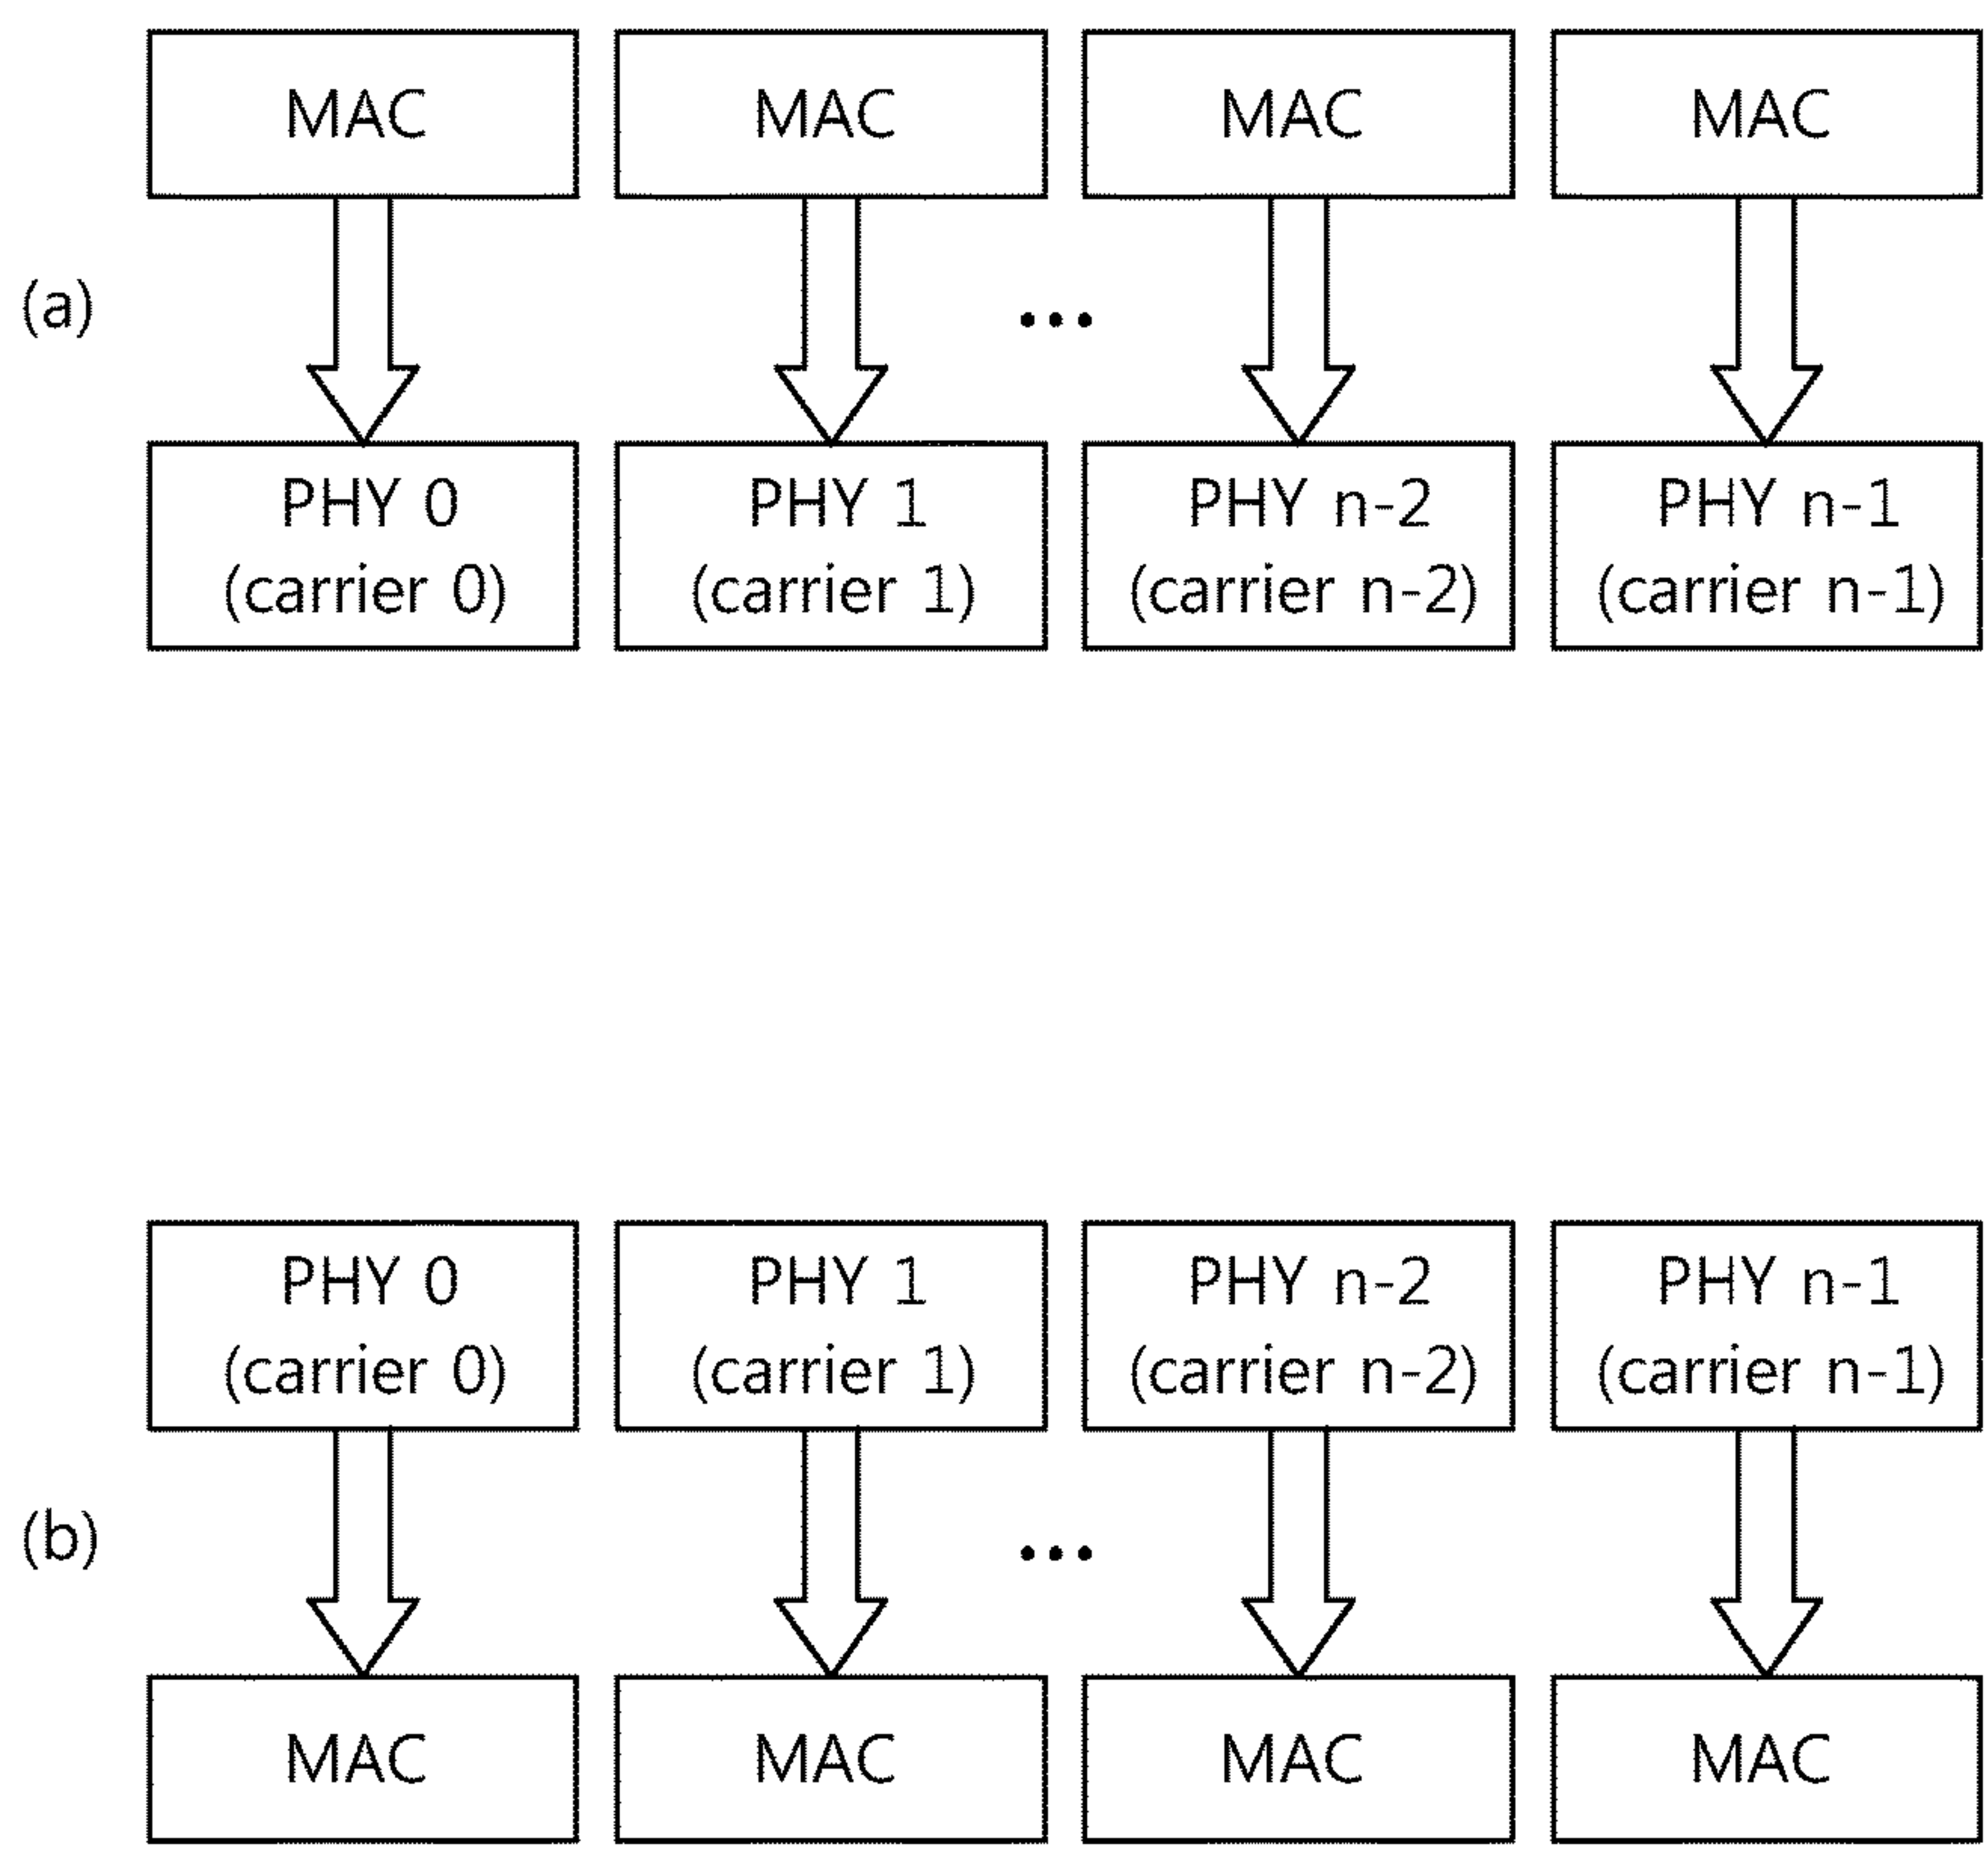 MAC MAC MAC MAC
(a)
...
PHY 0 PHY 1 PHY n-2 PHY n-1
(carrier 0) (carrier 1) (carrier n-2) (carrier n-1)
PHY 0 PHY 1 PHY n-2 PHY n-1
(carrier 0) (carrier 1) (carrier n-2) (carrier n-1)
(b)
...
MAC MAC MAC MAC